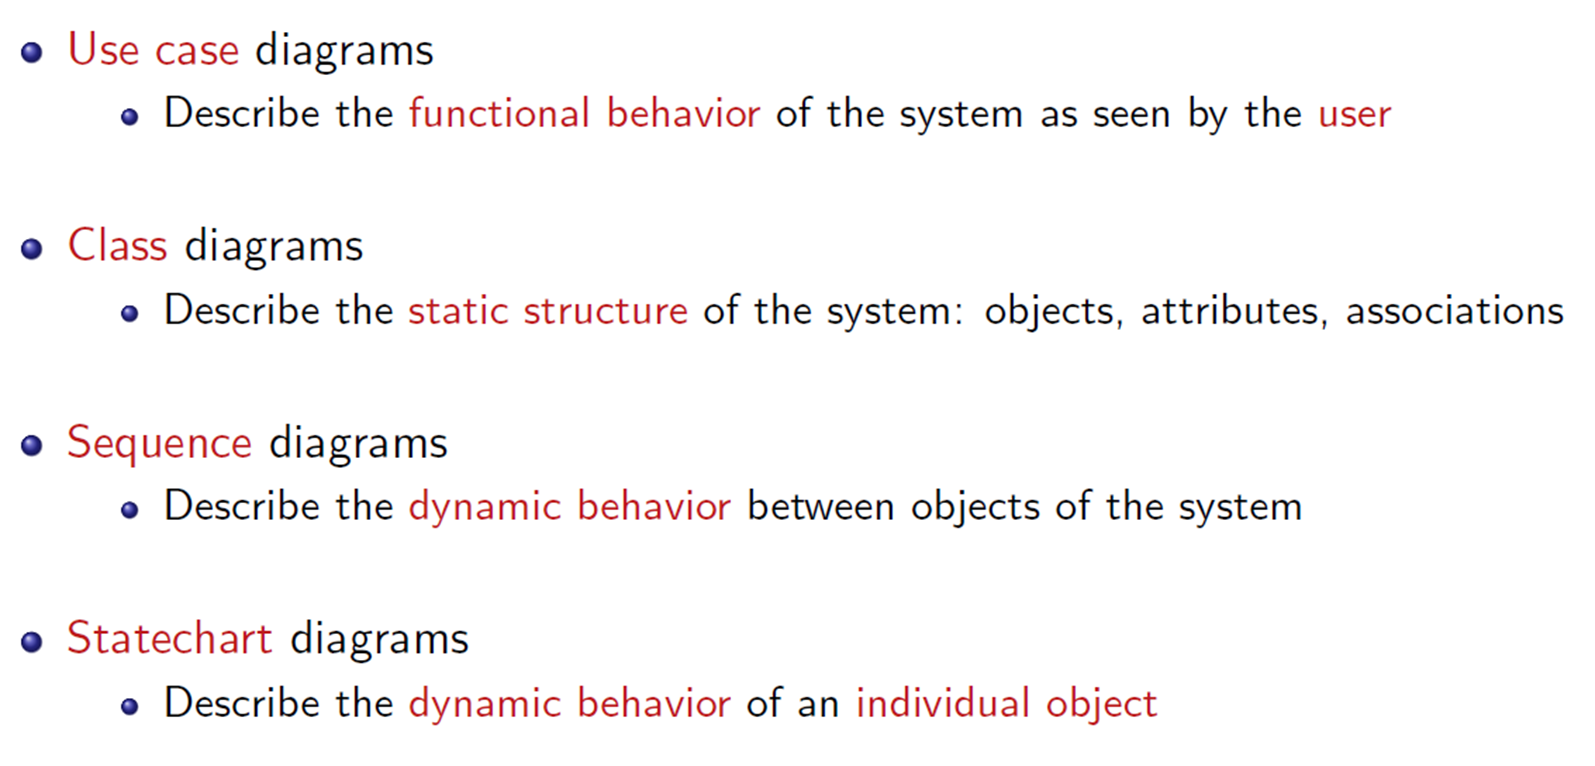 Use case diagrams
Describe the functional behavior of the system as seen by the user
Class diagrams
Describe the static structure of the system: objects, attributes, associations
Sequence diagrams
Describe the dynamic behavior between objects of the system
Statechart diagrams
Describe the dynamic behavior of an individual object